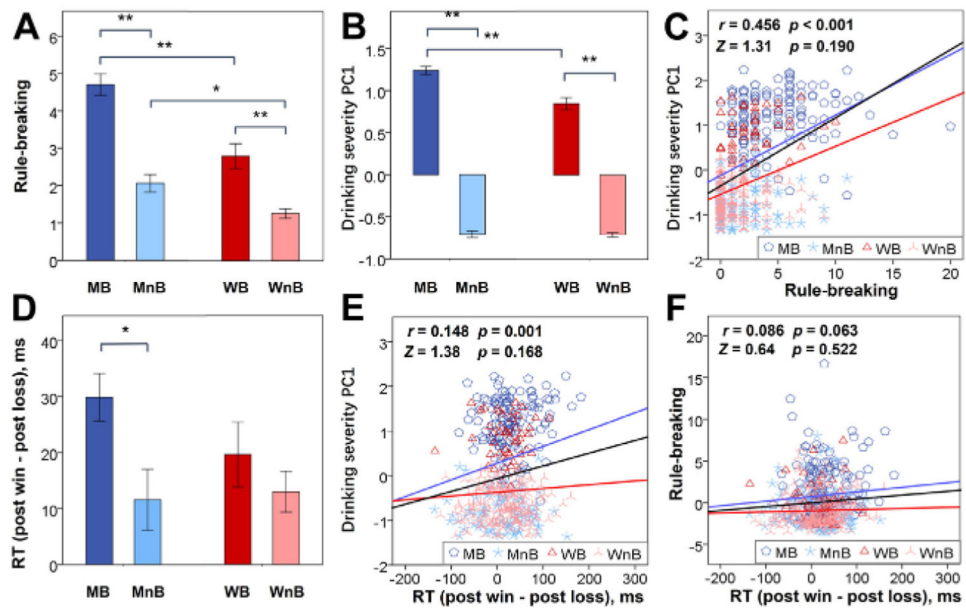 A
Rule-breaking
6
5
4
3
2
1
0
**
**
*
**
MB MnB WB WnB
B
Drinking severity PC1
1.5
1.0
0.5
0.0
-0.5
-1.0
**
**
**
MB MnB WB WnB
C
r = 0.456 p < 0.001
Z = 1.31 p = 0.190
Drinking severity PC1
3
2
1
0
-1
-2
MB MnB WB WnB
0 5 10 15 20
Rule-breaking
D
RT (post win - post loss), ms
40
30
20
10
0
*
MB MnB WB WnB
E
r = 0.148 p = 0.001
Z = 1.38 p = 0.168
Drinking severity PC1
3
2
1
0
-1
-2
MB MnB WB WnB
-200 -100 0 100 200 300
RT (post win - post loss), ms
F
r = 0.086 p = 0.063
Z = 0.64 p = 0.522
Rule-breaking
20
15
10
5
0
-5
MB MnB WB WnB
-200 -100 0 100 200 300
RT (post win - post loss), ms